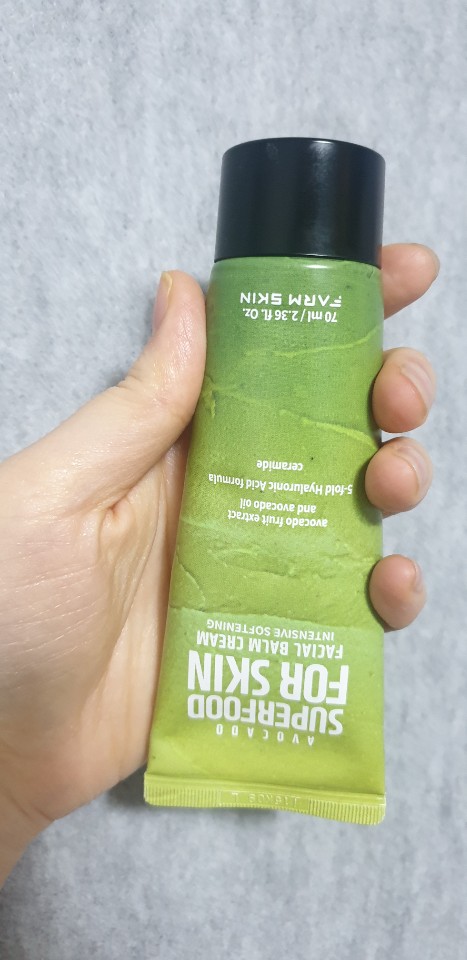 AVOCADO
SUPERFOOD
FOR SKIN
FACIAL BALM CREAM
INTENSIVE SOFTENING
avocado fruit extract
and avocado oil
5-fold Hyaluronic Acid formula
ceramide
70 ml / 2.36 fl. Oz.
FARM SKIN